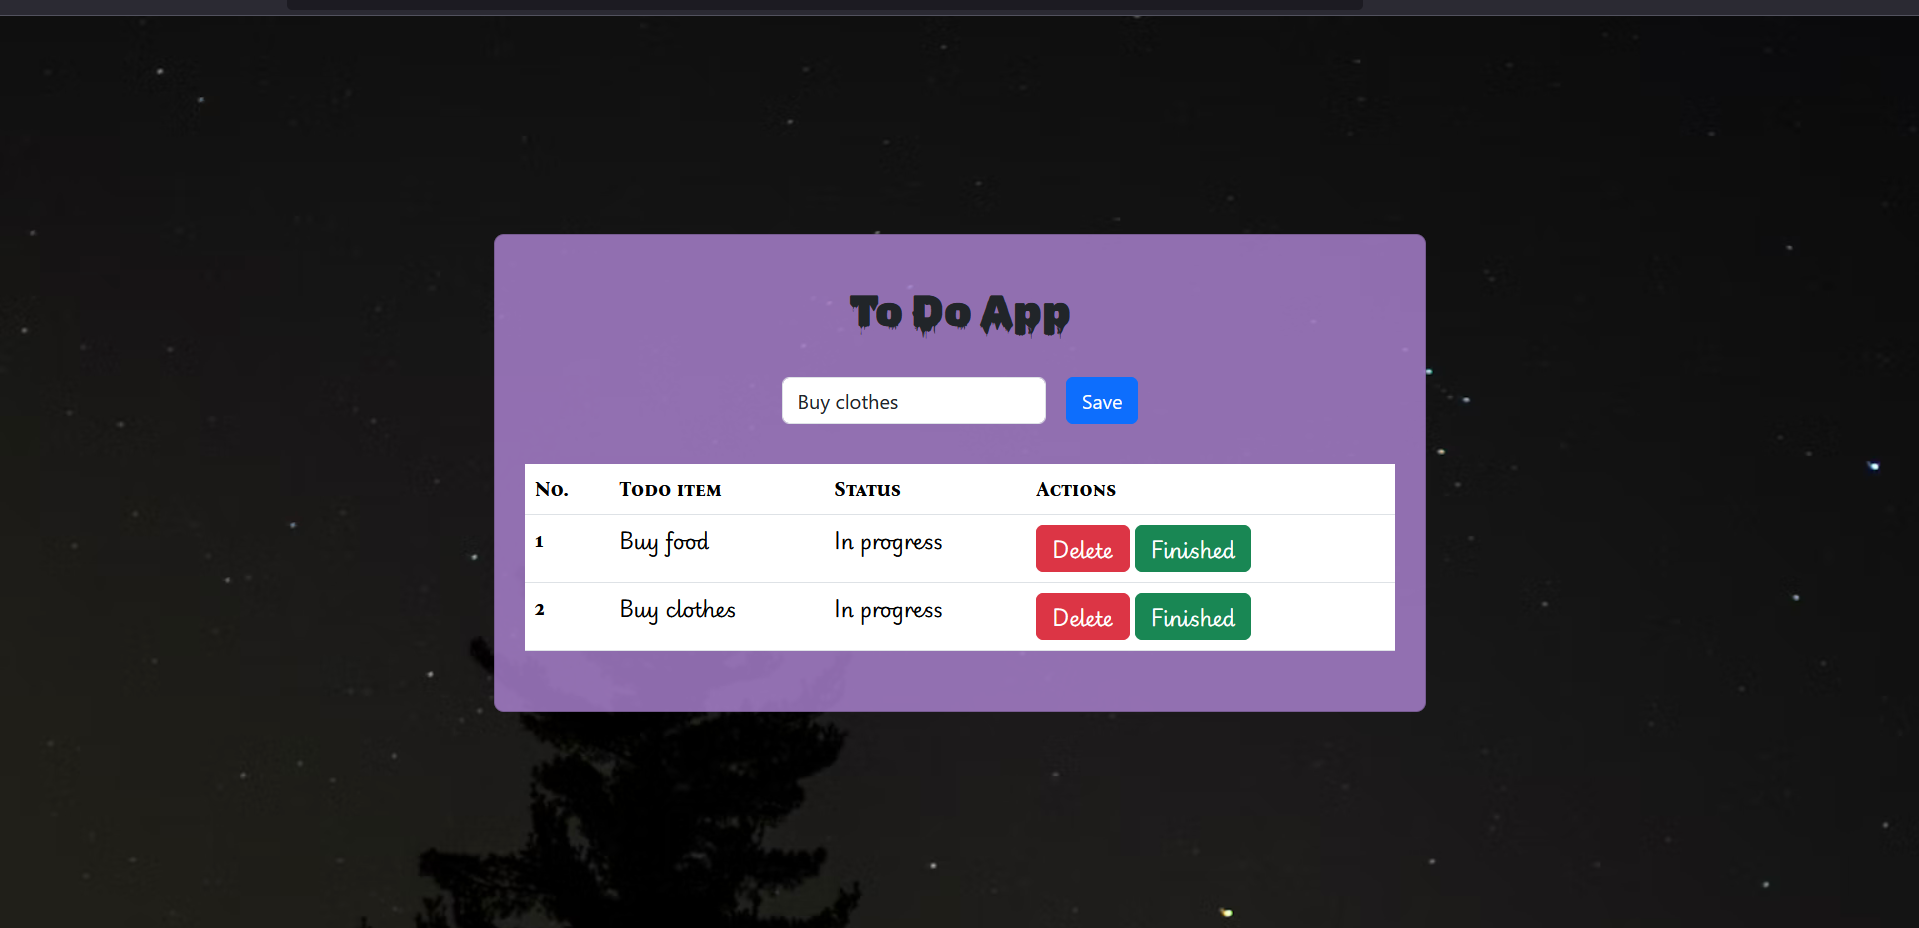 To Do App
Buy clothes Save
No. Todo item Status Actions
1 Buy food In progress Delete Finished
2 Buy clothes In progress Delete Finished